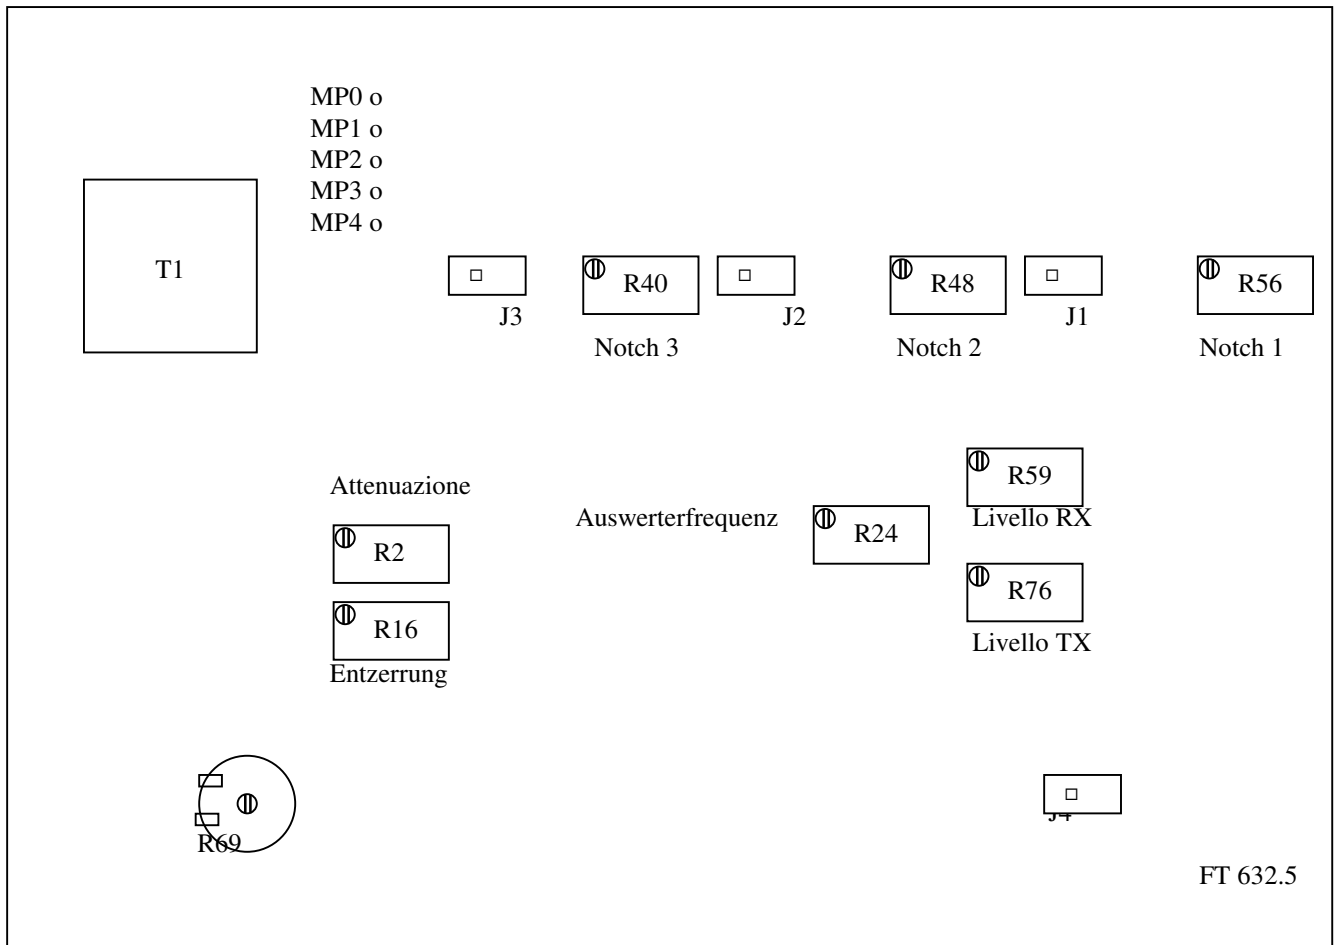 MP0 o
MP1 o
MP2 o
MP3 o
MP4 o
T1
R40
R48
R56
J3
J2
J1
Notch 3
Notch 2
Notch 1
R59
Attenuazione
Auswerterfrequenz
Livello RX
R24
R2
R76
R16
Livello TX
Entzerrung
J4
R69
FT 632.5